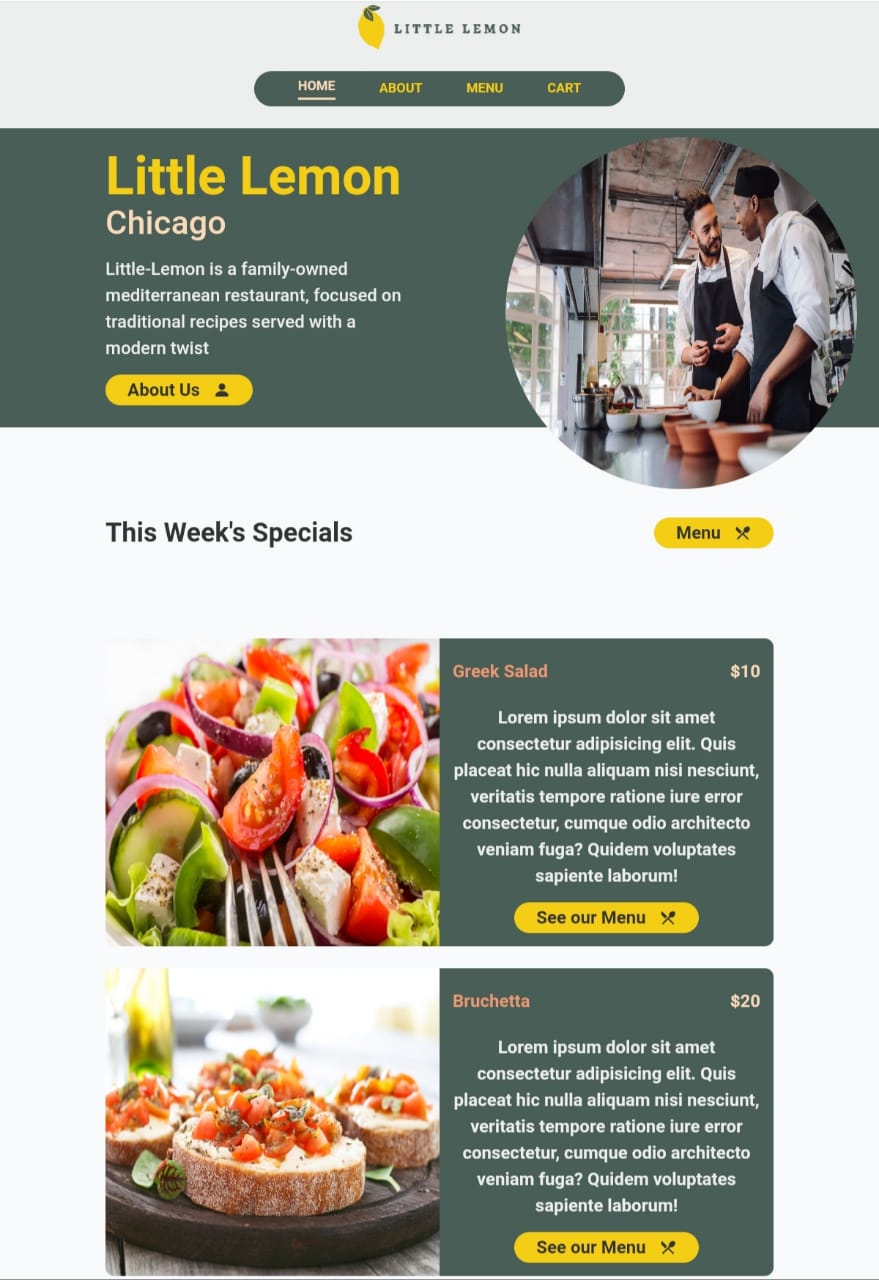 LITTLE LEMON
HOME ABOUT MENU CART
Little Lemon
Chicago
Little-Lemon is a family-owned
mediterranean restaurant, focused on
traditional recipes served with a
modern twist
About Us
This Week's Specials
Menu
Greek Salad $10
Lorem ipsum dolor sit amet
consectetur adipisicing elit. Quis
placeat hic nulla aliquam nisi nesciunt,
veritatis tempore ratione iure error
consectetur, cumque odio architecto
veniam fuga? Quidem voluptates
sapiente laborum!
See our Menu
Bruchetta $20
Lorem ipsum dolor sit amet
consectetur adipisicing elit. Quis
placeat hic nulla aliquam nisi nesciunt,
veritatis tempore ratione iure error
consectetur, cumque odio architecto
veniam fuga? Quidem voluptates
sapiente laborum!
See our Menu